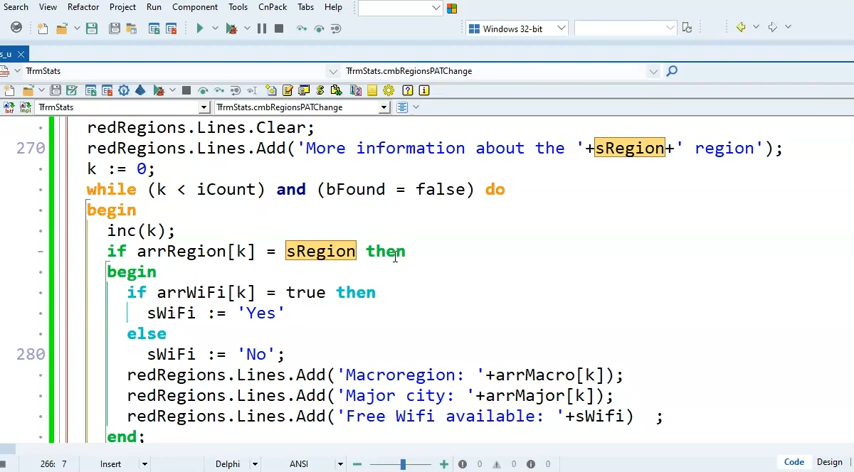 Search View Refactor Project Run Component Tools CnPack Tabs Help
Windows 32-bit
s_u
TfrmStats TfrmStats.cmbRegionsPATChange
TfrmStats TfrmStats.cmbRegionsPATChange
redRegions.Lines.Clear;
270 redRegions.Lines.Add('More information about the '+sRegion+' region');
k := 0;
while (k < iCount) and (bFound = false) do
begin
inc(k);
if arrRegion[k] = sRegion then
begin
if arrWiFi[k] = true then
sWiFi := 'Yes'
else
280 sWiFi := 'No';
redRegions.Lines.Add('Macroregion: '+arrMacro[k]);
redRegions.Lines.Add('Major city: '+arrMajor[k]);
redRegions.Lines.Add('Free Wifi available: '+sWifi) ;
end;
266: 7 Insert Delphi ANSI 0 0 0 Code Design